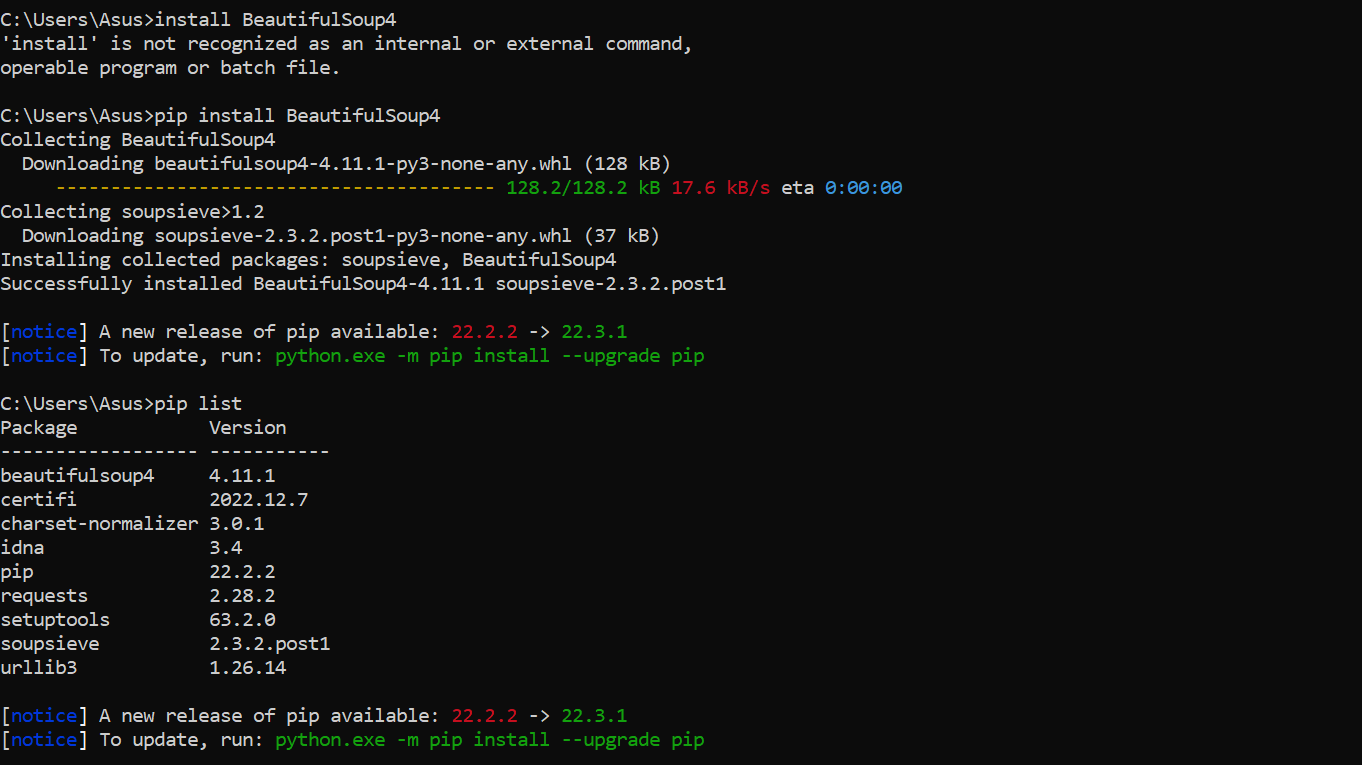 C:\Users\Asus>install BeautifulSoup4
'install' is not recognized as an internal or external command,
operable program or batch file.
C:\Users\Asus>pip install BeautifulSoup4
Collecting BeautifulSoup4
  Downloading beautifulsoup4-4.11.1-py3-none-any.whl (128 kB)
     ---------------------------------------- 128.2/128.2 kB 17.6 kB/s eta 0:00:00
Collecting soupsieve>1.2
  Downloading soupsieve-2.3.2.post1-py3-none-any.whl (37 kB)
Installing collected packages: soupsieve, BeautifulSoup4
Successfully installed BeautifulSoup4-4.11.1 soupsieve-2.3.2.post1
[notice] A new release of pip available: 22.2.2 -> 22.3.1
[notice] To update, run: python.exe -m pip install --upgrade pip
C:\Users\Asus>pip list
Package            Version
------------------ -----------
beautifulsoup4     4.11.1
certifi            2022.12.7
charset-normalizer 3.0.1
idna               3.4
pip                22.2.2
requests           2.28.2
setuptools         63.2.0
soupsieve          2.3.2.post1
urllib3            1.26.14
[notice] A new release of pip available: 22.2.2 -> 22.3.1
[notice] To update, run: python.exe -m pip install --upgrade pip